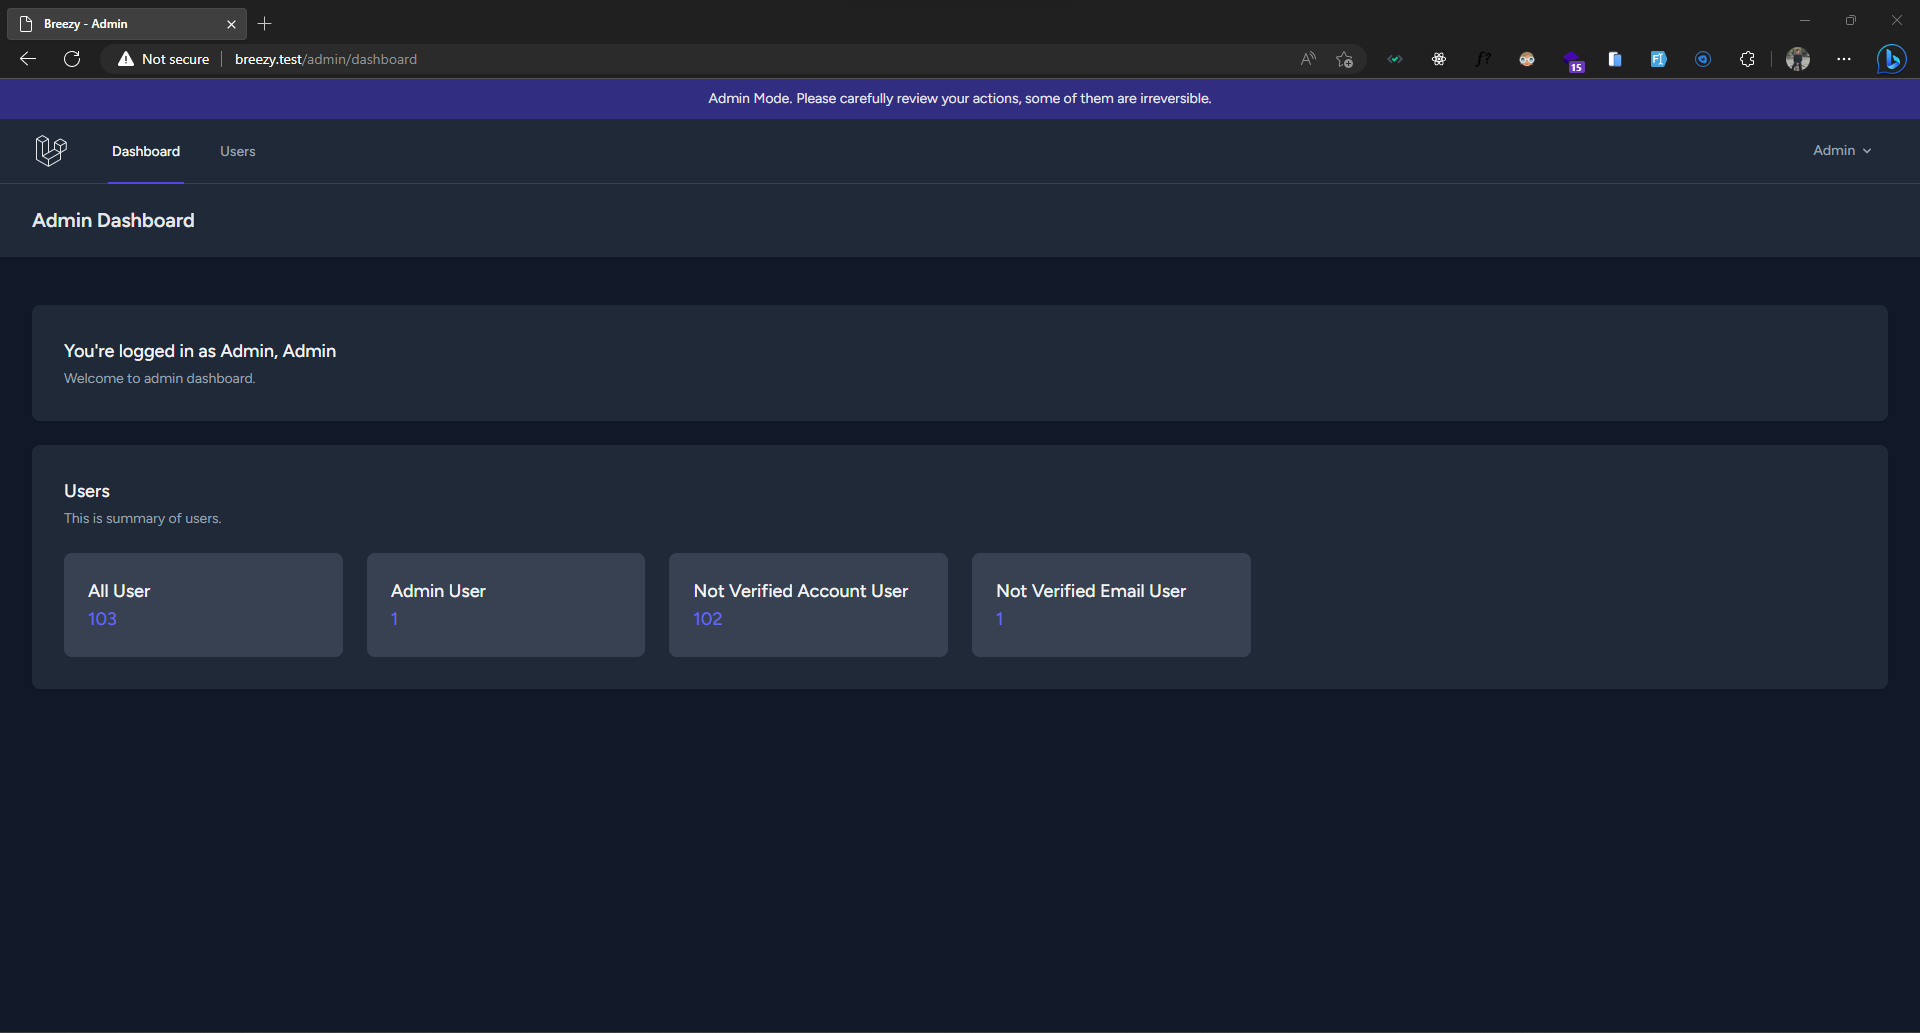 Breezy - Admin
Not secure
breezy.test/admin/dashboard
15
Admin Mode. Please carefully review your actions, some of them are irreversible.
Dashboard
Users
Admin
Admin Dashboard
You're logged in as Admin, Admin
Welcome to admin dashboard.
Users
This is summary of users.
All User
103
Admin User
1
Not Verified Account User
102
Not Verified Email User
1